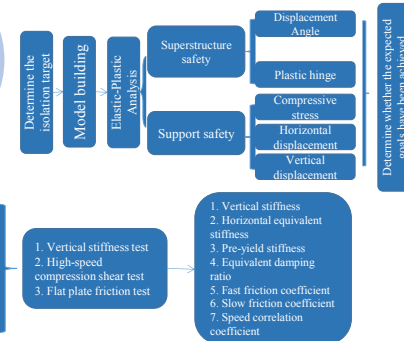 Determine the
isolation target
Model building
Elastic-Plastic
Analysis
Superstructure
safety
Support safety
Displacement
Angle
Plastic hinge
Compressive
stress
Horizontal
displacement
Vertical
displacement
Determine whether the expected
goals have been achieved
1. Vertical stiffness test
2. High-speed
compression shear test
3. Flat plate friction test
1. Vertical stiffness
2. Horizontal equivalent
stiffness
3. Pre-yield stiffness
4. Equivalent damping
ratio
5. Fast friction coefficient
6. Slow friction coefficient
7. Speed correlation
coefficient